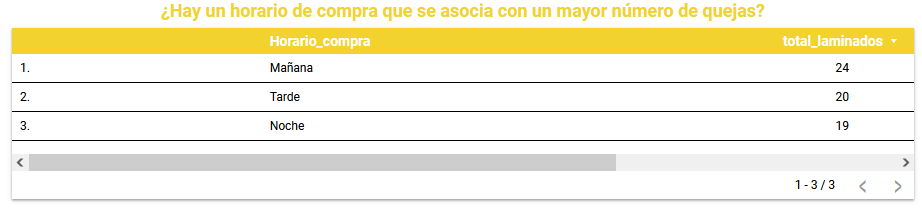 ¿Hay un horario de compra que se asocia con un mayor número de quejas?
Horario_compra total_laminados
1. Mañana 24
2. Tarde 20
3. Noche 19
1 - 3 / 3